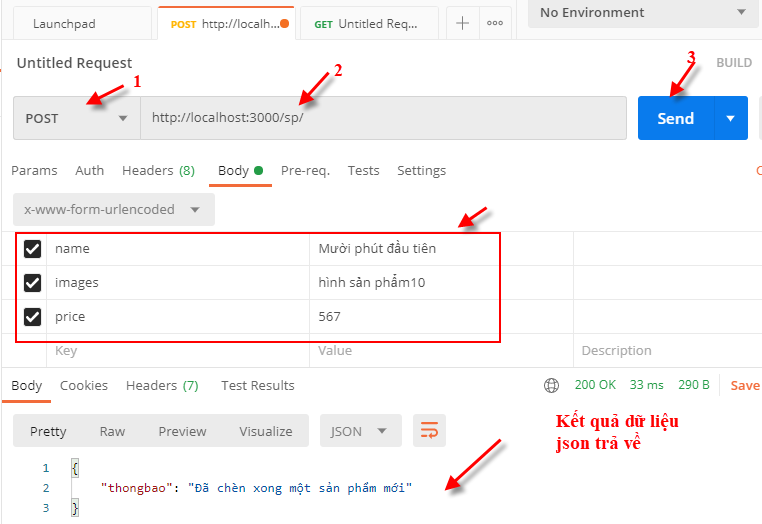 Launchpad
POST http://localh...
GET Untitled Req...
No Environment
Untitled Request
1
2
3
BUILD
POST
http://localhost:3000/sp/
Send
Params Auth Headers (8) Body Pre-req. Tests Settings
C
x-www-form-urlencoded
name Mười phút đầu tiên
images hình sản phẩm10
price 567
Key Value Description
Body Cookies Headers (7) Test Results 200 OK 33 ms 290 B Save
Kết quả dữ liệu
json trả về
Pretty Raw Preview Visualize JSON
1 {
2 "thongbao": "Đã chèn xong một sản phẩm mới"
3 }